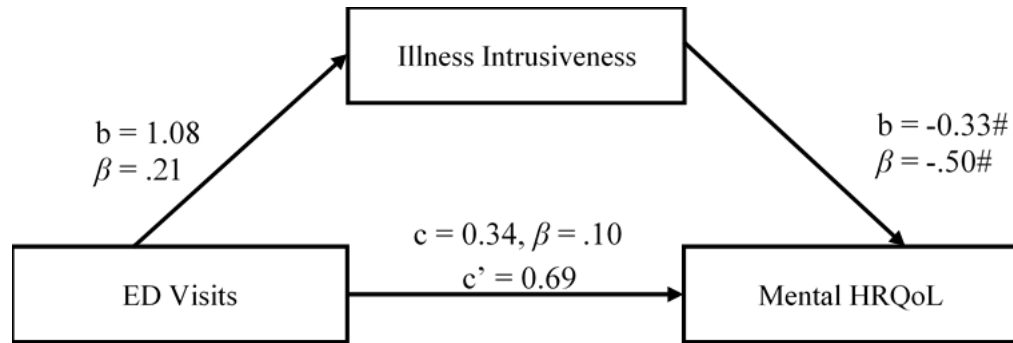 Illness Intrusiveness
b = 1.08
β = .21
b = -0.33#
β = -.50#
c = 0.34, β = .10
c’ = 0.69
ED Visits
Mental HRQoL